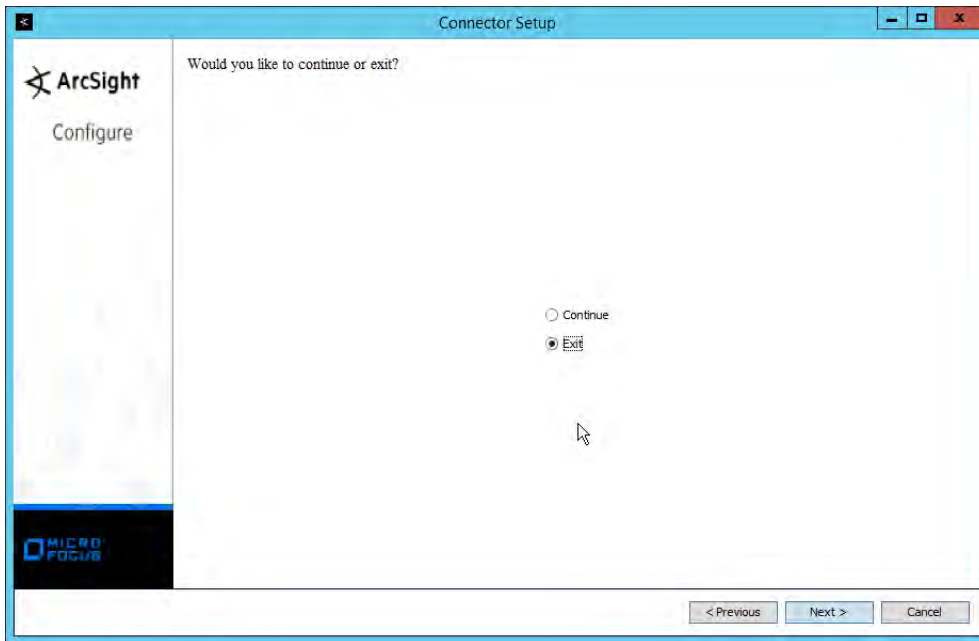 Connector Setup
ArcSight
Configure
Would you like to continue or exit?
Continue
Exit
MICRO
FOCUS
< Previous
Next >
Cancel